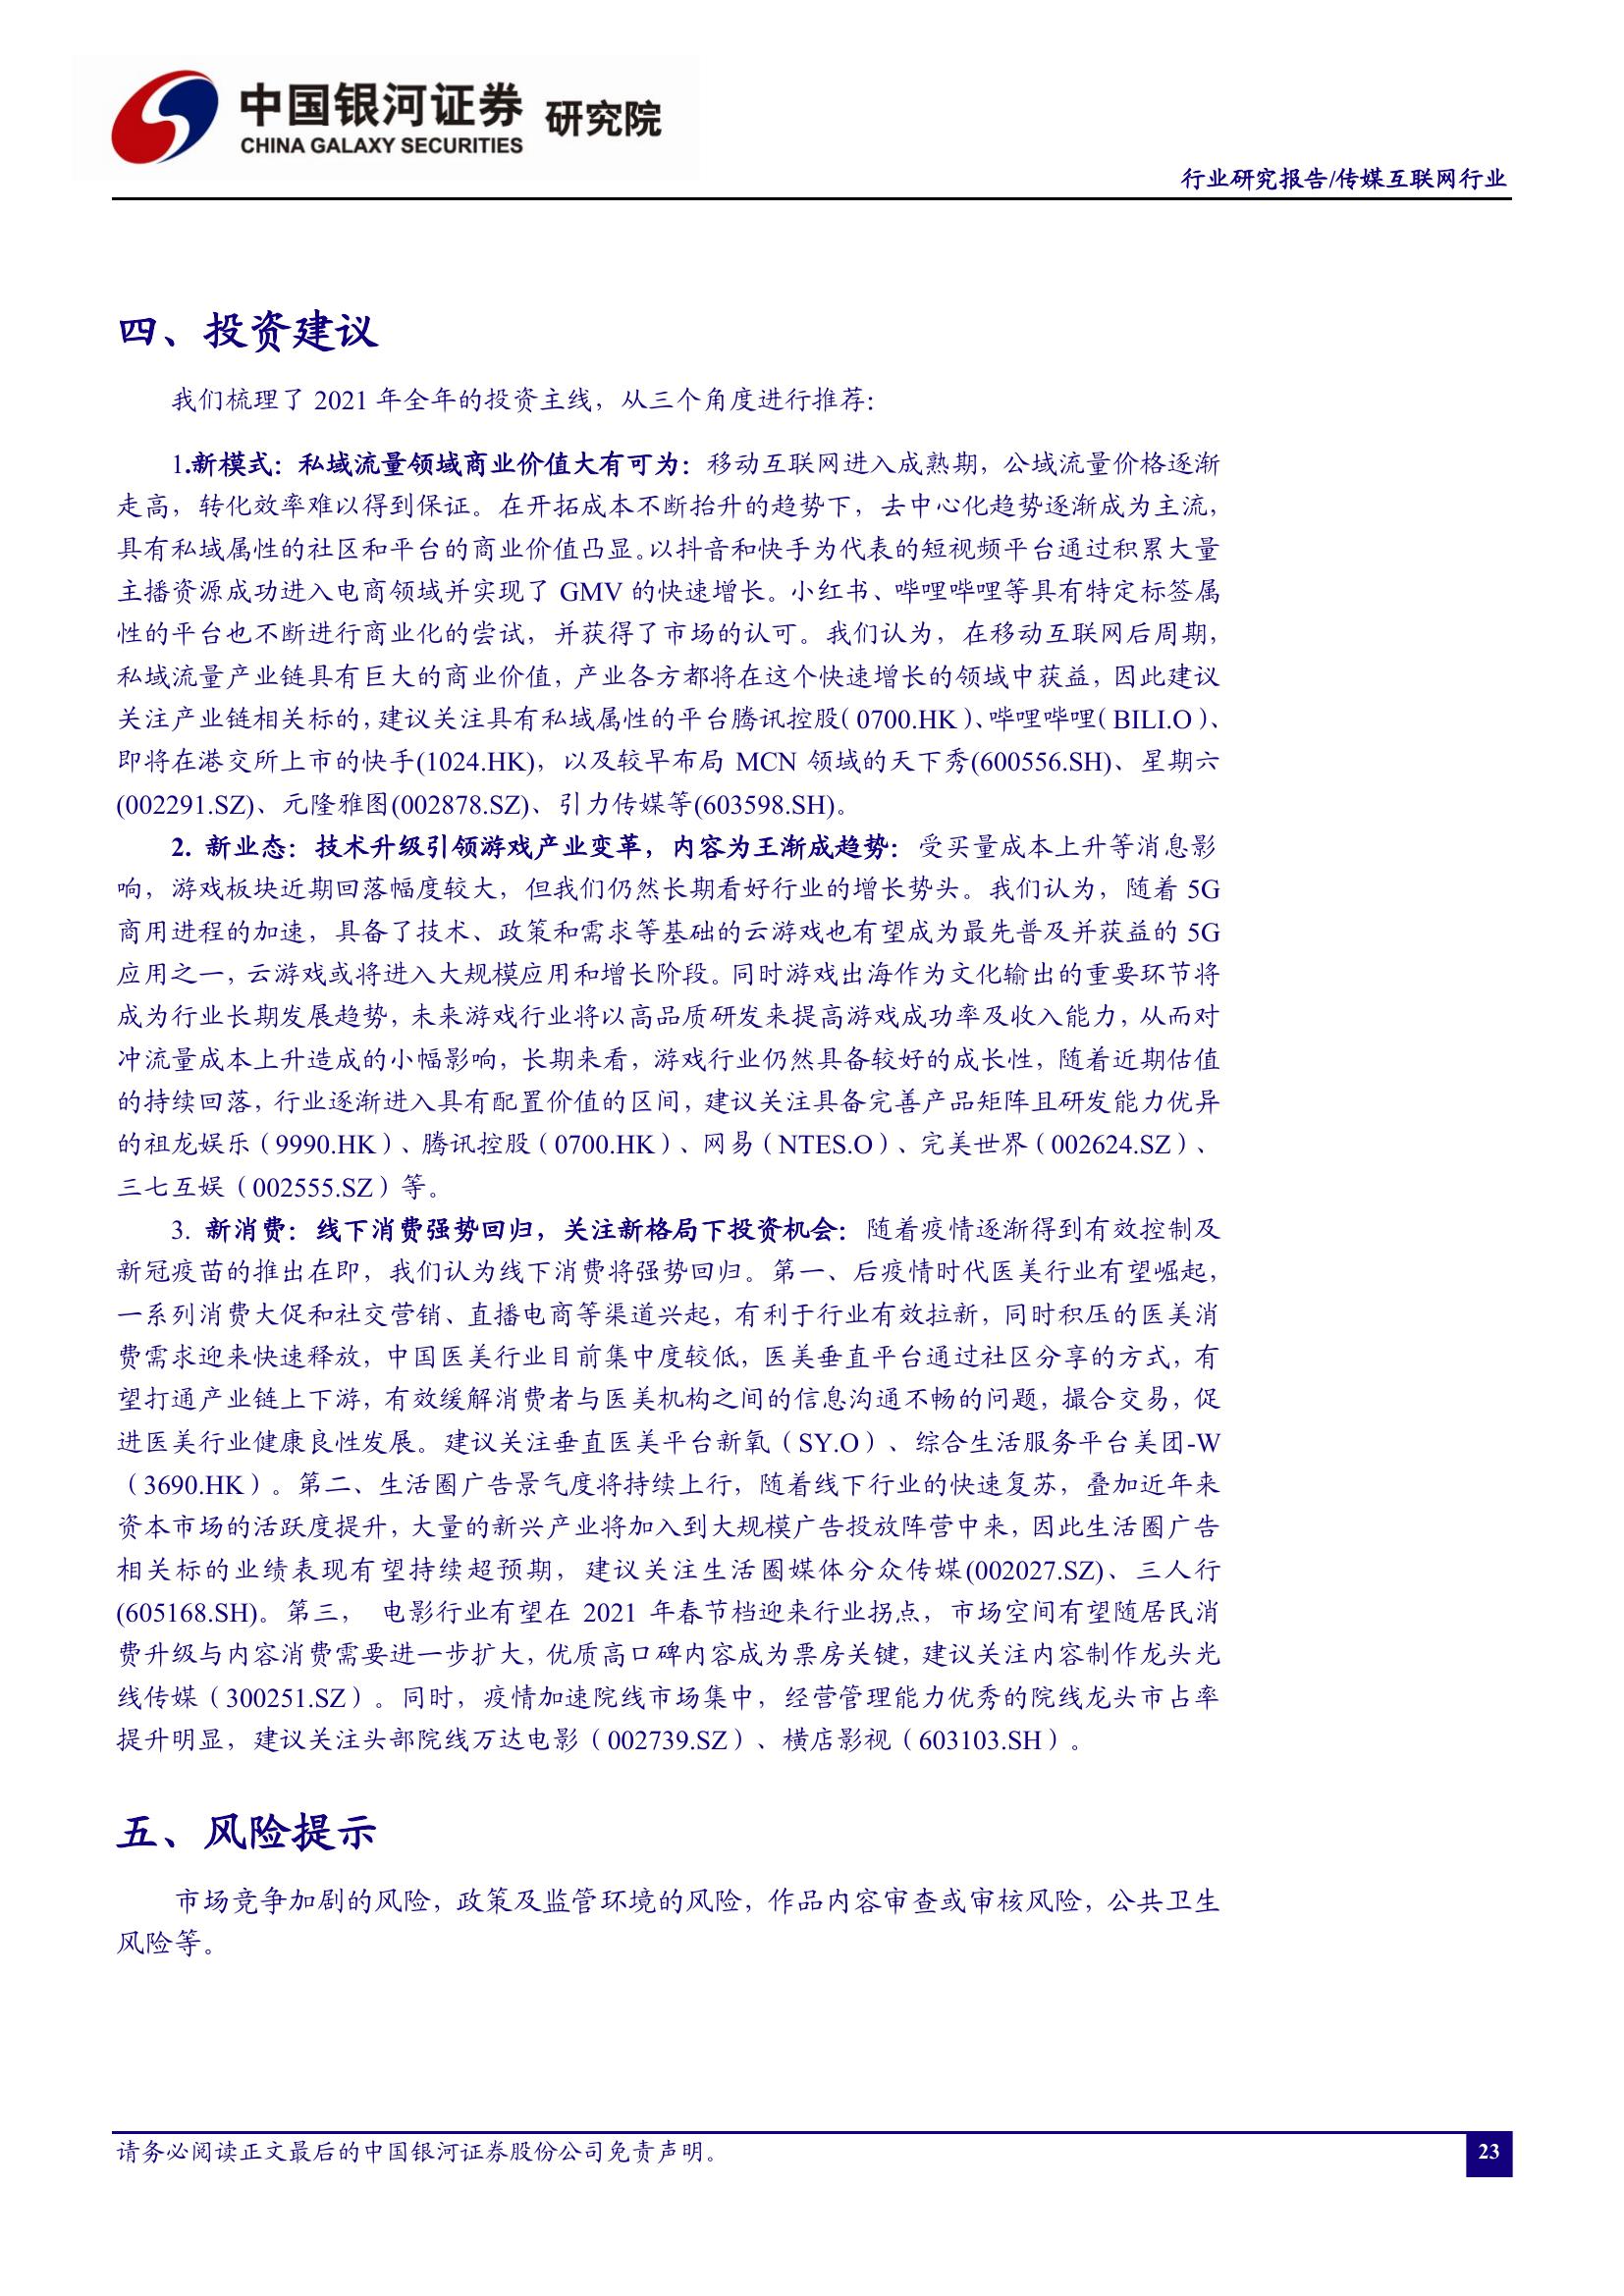 中国银河证券 研究院
CHINA GALAXY SECURITIES
行业研究报告/传媒互联网行业
四、投资建议
我们梳理了 2021 年全年的投资主线，从三个角度进行推荐：
1.新模式：私域流量领域商业价值大有可为：移动互联网进入成熟期，公域流量价格逐渐
走高，转化效率难以得到保证。在开拓成本不断抬升的趋势下，去中心化趋势逐渐成为主流，
具有私域属性的社区和平台的商业价值凸显。以抖音和快手为代表的短视频平台通过积累大量
主播资源成功进入电商领域并实现了 GMV 的快速增长。小红书、哔哩哔哩等具有特定标签属
性的平台也不断进行商业化的尝试，并获得了市场的认可。我们认为，在移动互联网后周期，
私域流量产业链具有巨大的商业价值，产业各方都将在这个快速增长的领域中获益，因此建议
关注产业链相关标的，建议关注具有私域属性的平台腾讯控股（0700.HK）、哔哩哔哩（BILI.O）、
即将在港交所上市的快手(1024.HK)，以及较早布局 MCN 领域的天下秀(600556.SH)、星期六
(002291.SZ)、元隆雅图(002878.SZ)、引力传媒等(603598.SH)。
2. 新业态：技术升级引领游戏产业变革，内容为王渐成趋势：受买量成本上升等消息影
响，游戏板块近期回落幅度较大，但我们仍然长期看好行业的增长势头。我们认为，随着 5G
商用进程的加速，具备了技术、政策和需求等基础的云游戏也有望成为最先普及并获益的 5G
应用之一，云游戏或将进入大规模应用和增长阶段。同时游戏出海作为文化输出的重要环节将
成为行业长期发展趋势，未来游戏行业将以高品质研发来提高游戏成功率及收入能力，从而对
冲流量成本上升造成的小幅影响，长期来看，游戏行业仍然具备较好的成长性，随着近期估值
的持续回落，行业逐渐进入具有配置价值的区间，建议关注具备完善产品矩阵且研发能力优异
的祖龙娱乐（9990.HK）、腾讯控股（0700.HK）、网易（NTES.O）、完美世界（002624.SZ）、
三七互娱（002555.SZ）等。
3. 新消费：线下消费强势回归，关注新格局下投资机会：随着疫情逐渐得到有效控制及
新冠疫苗的推出在即，我们认为线下消费将强势回归。第一、后疫情时代医美行业有望崛起，
一系列消费大促和社交营销、直播电商等渠道兴起，有利于行业有效拉新，同时积压的医美消
费需求迎来快速释放，中国医美行业目前集中度较低，医美垂直平台通过社区分享的方式，有
望打通产业链上下游，有效缓解消费者与医美机构之间的信息沟通不畅的问题，撮合交易，促
进医美行业健康良性发展。建议关注垂直医美平台新氧（SY.O）、综合生活服务平台美团-W
（3690.HK）。第二、生活圈广告景气度将持续上行，随着线下行业的快速复苏，叠加近年来
资本市场的活跃度提升，大量的新兴产业将加入到大规模广告投放阵营中来，因此生活圈广告
相关标的业绩表现有望持续超预期，建议关注生活圈媒体分众传媒(002027.SZ)、三人行
(605168.SH)。第三， 电影行业有望在 2021 年春节档迎来行业拐点，市场空间有望随居民消
费升级与内容消费需要进一步扩大，优质高口碑内容成为票房关键，建议关注内容制作龙头光
线传媒（300251.SZ）。同时，疫情加速院线市场集中，经营管理能力优秀的院线龙头市占率
提升明显，建议关注头部院线万达电影（002739.SZ）、横店影视（603103.SH）。
五、风险提示
市场竞争加剧的风险，政策及监管环境的风险，作品内容审查或审核风险，公共卫生
风险等。
请务必阅读正文最后的中国银河证券股份公司免责声明。
23